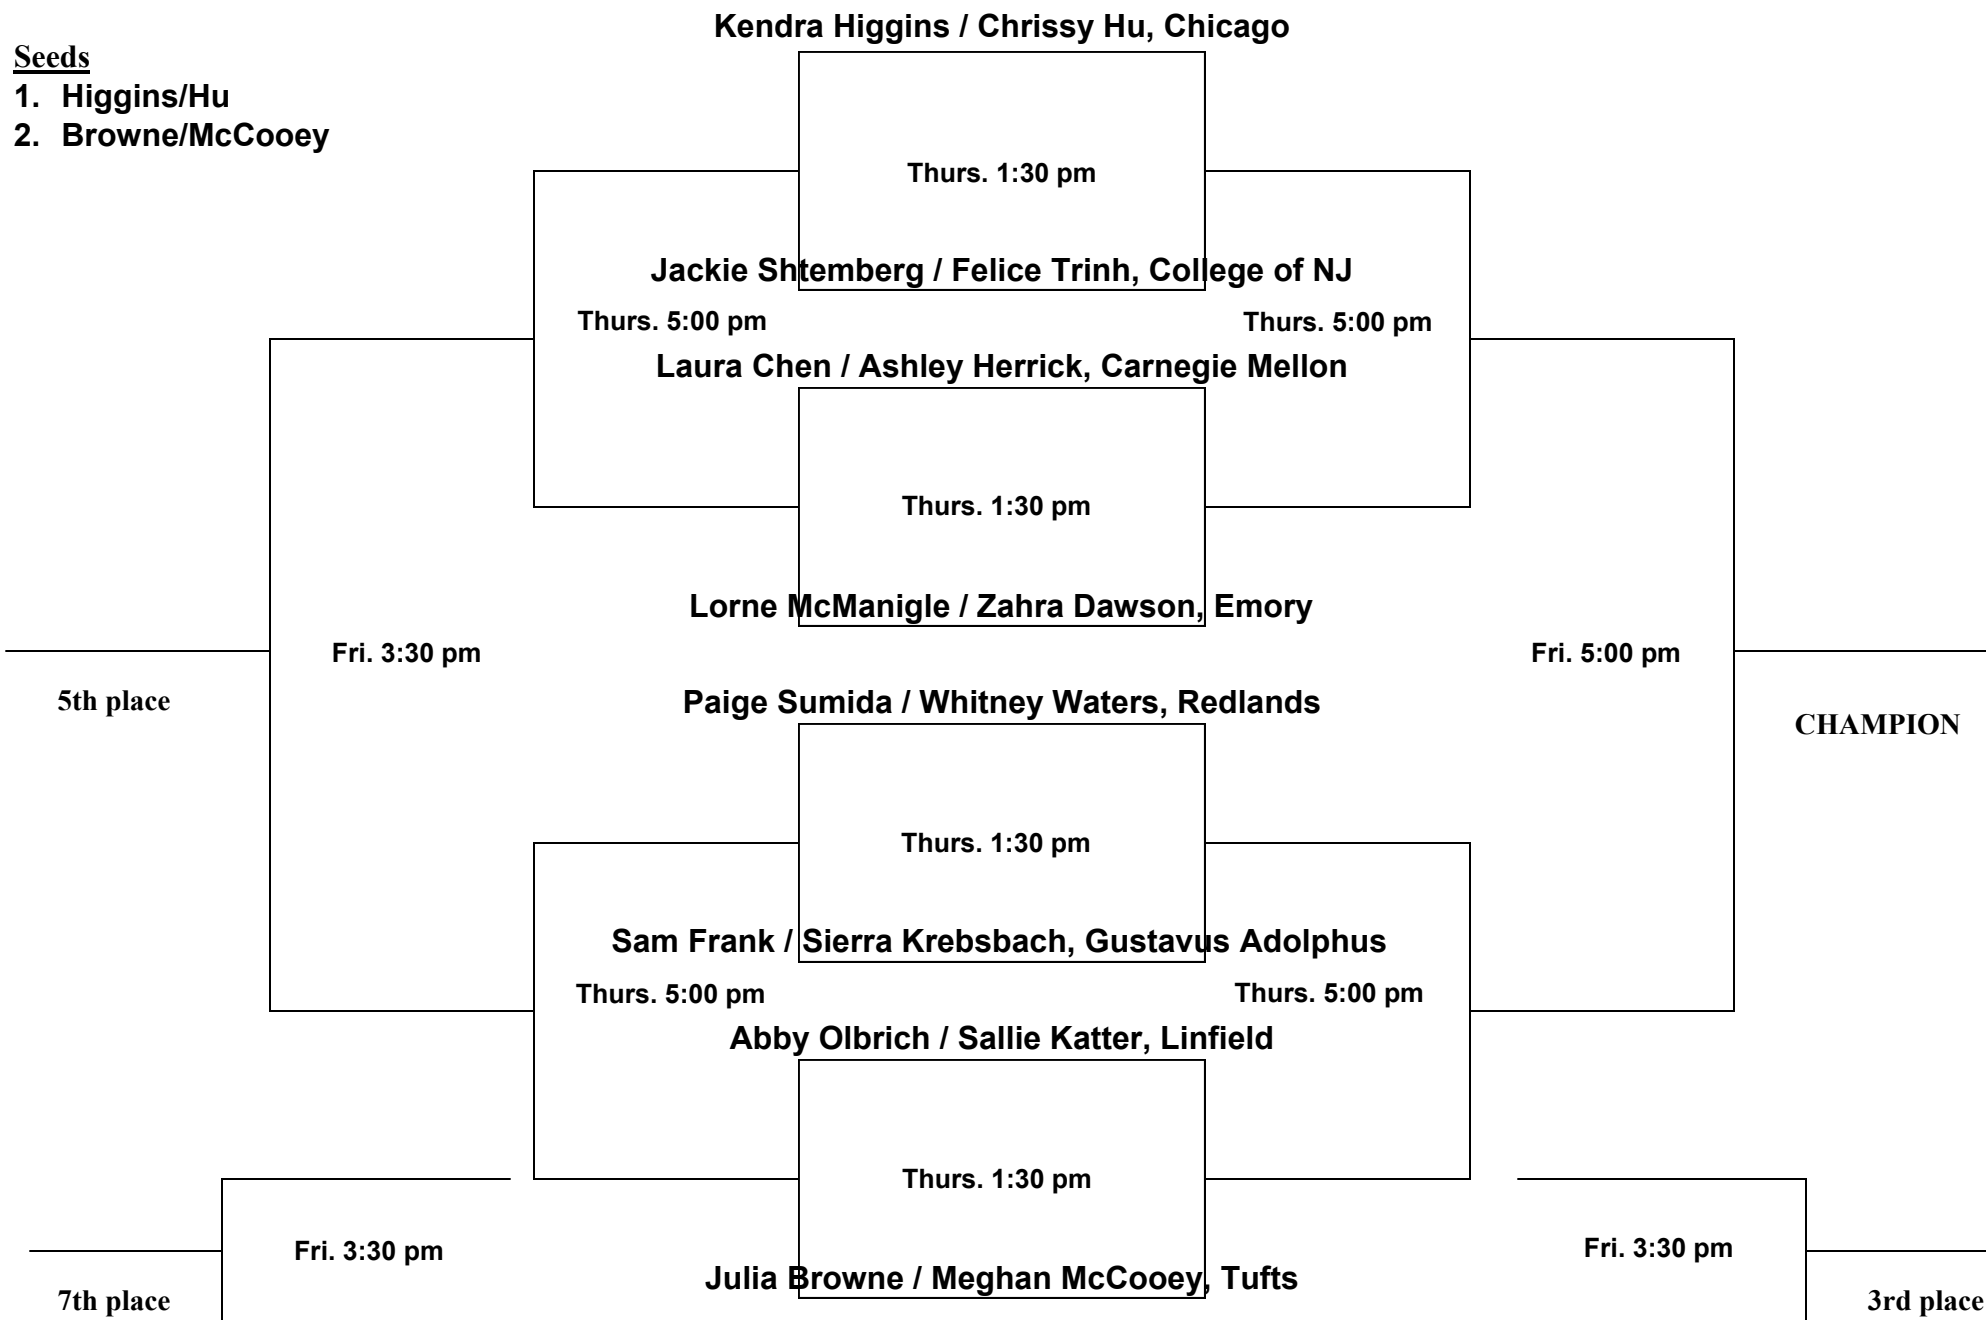 Kendra Higgins / Chrissy Hu, Chicago
Seeds
1. Higgins/Hu
2. Browne/McCooey
Thurs. 1:30 pm
Jackie Shtemberg / Felice Trinh, College of NJ
Thurs. 5:00 pm
Thurs. 5:00 pm
Laura Chen / Ashley Herrick, Carnegie Mellon
Thurs. 1:30 pm
Lorne McManigle / Zahra Dawson, Emory
Fri. 3:30 pm
Fri. 5:00 pm
5th place
Paige Sumida / Whitney Waters, Redlands
CHAMPION
Thurs. 1:30 pm
Sam Frank / Sierra Krebsbach, Gustavus Adolphus
Thurs. 5:00 pm
Thurs. 5:00 pm
Abby Olbrich / Sallie Katter, Linfield
Thurs. 1:30 pm
Fri. 3:30 pm
Fri. 3:30 pm
Julia Browne / Meghan McCooey, Tufts
7th place
3rd place